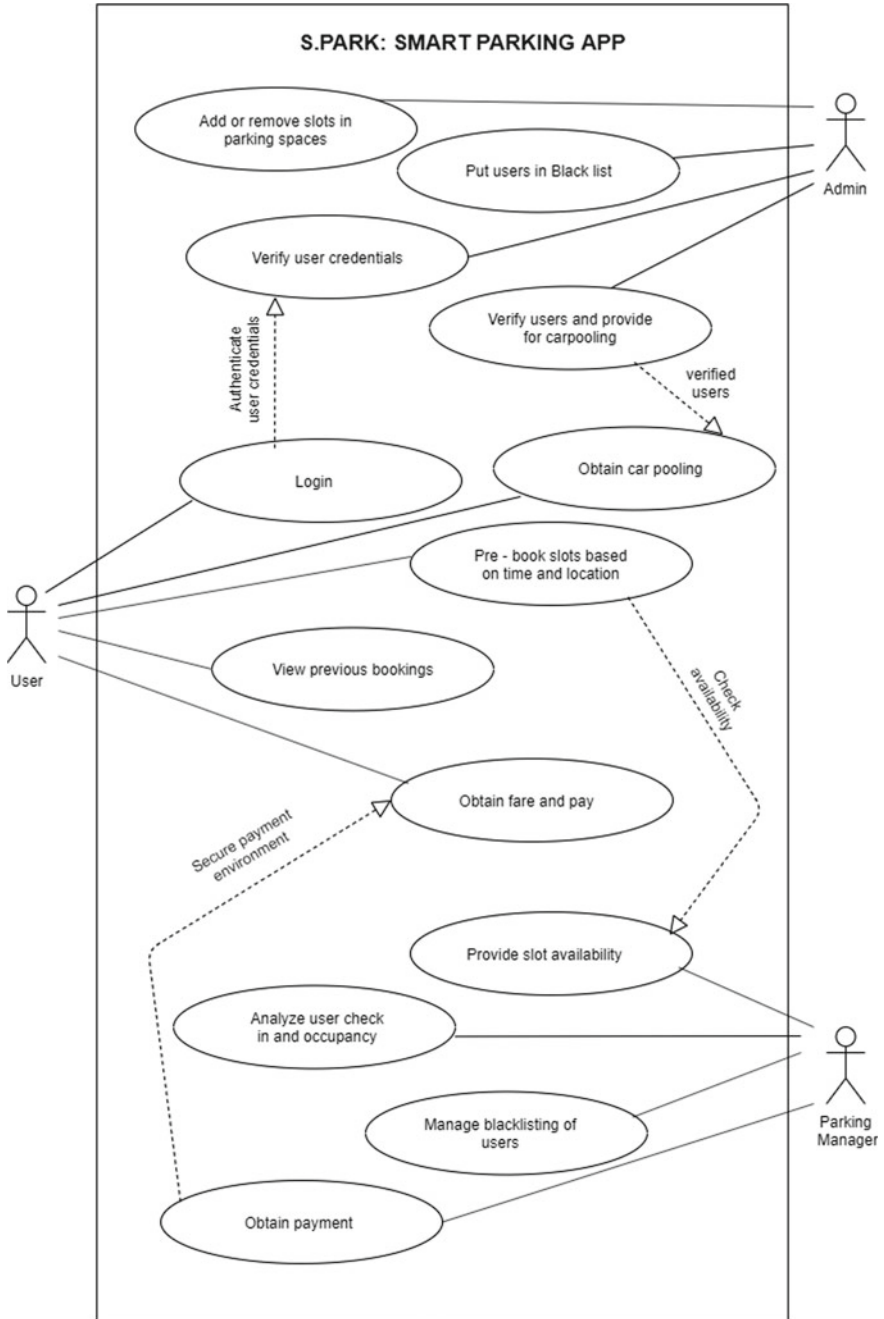 S.PARK: SMART PARKING APP
Add or remove slots in
parking spaces
Put users in Black list
Admin
Verify user credentials
Verify users and provide
for carpooling
Authenticate
user credentials
verified
users
Obtain car pooling
Login
Pre - book slots based
on time and location
User
View previous bookings
Check
availability
Obtain fare and pay
Secure payment
environment
Provide slot availability
Analyze user check
in and occupancy
Parking
Manager
Manage blacklisting of
users
Obtain payment